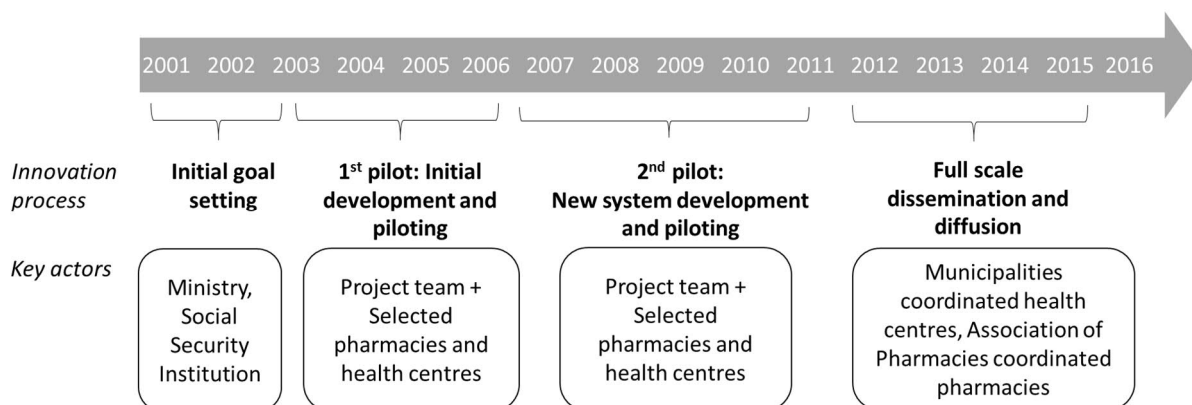 2001 2002 2003 2004 2005 2006 2007 2008 2009 2010 2011 2012 2013 2014 2015 2016
Innovation
process
Initial goal
setting
1st pilot: Initial
development and
piloting
2nd pilot:
New system development
and piloting
Full scale
dissemination and
diffusion
Key actors
Ministry,
Social
Security
Institution
Project team +
Selected
pharmacies and
health centres
Project team +
Selected
pharmacies and
health centres
Municipalities
coordinated health
centres, Association of
Pharmacies coordinated
pharmacies